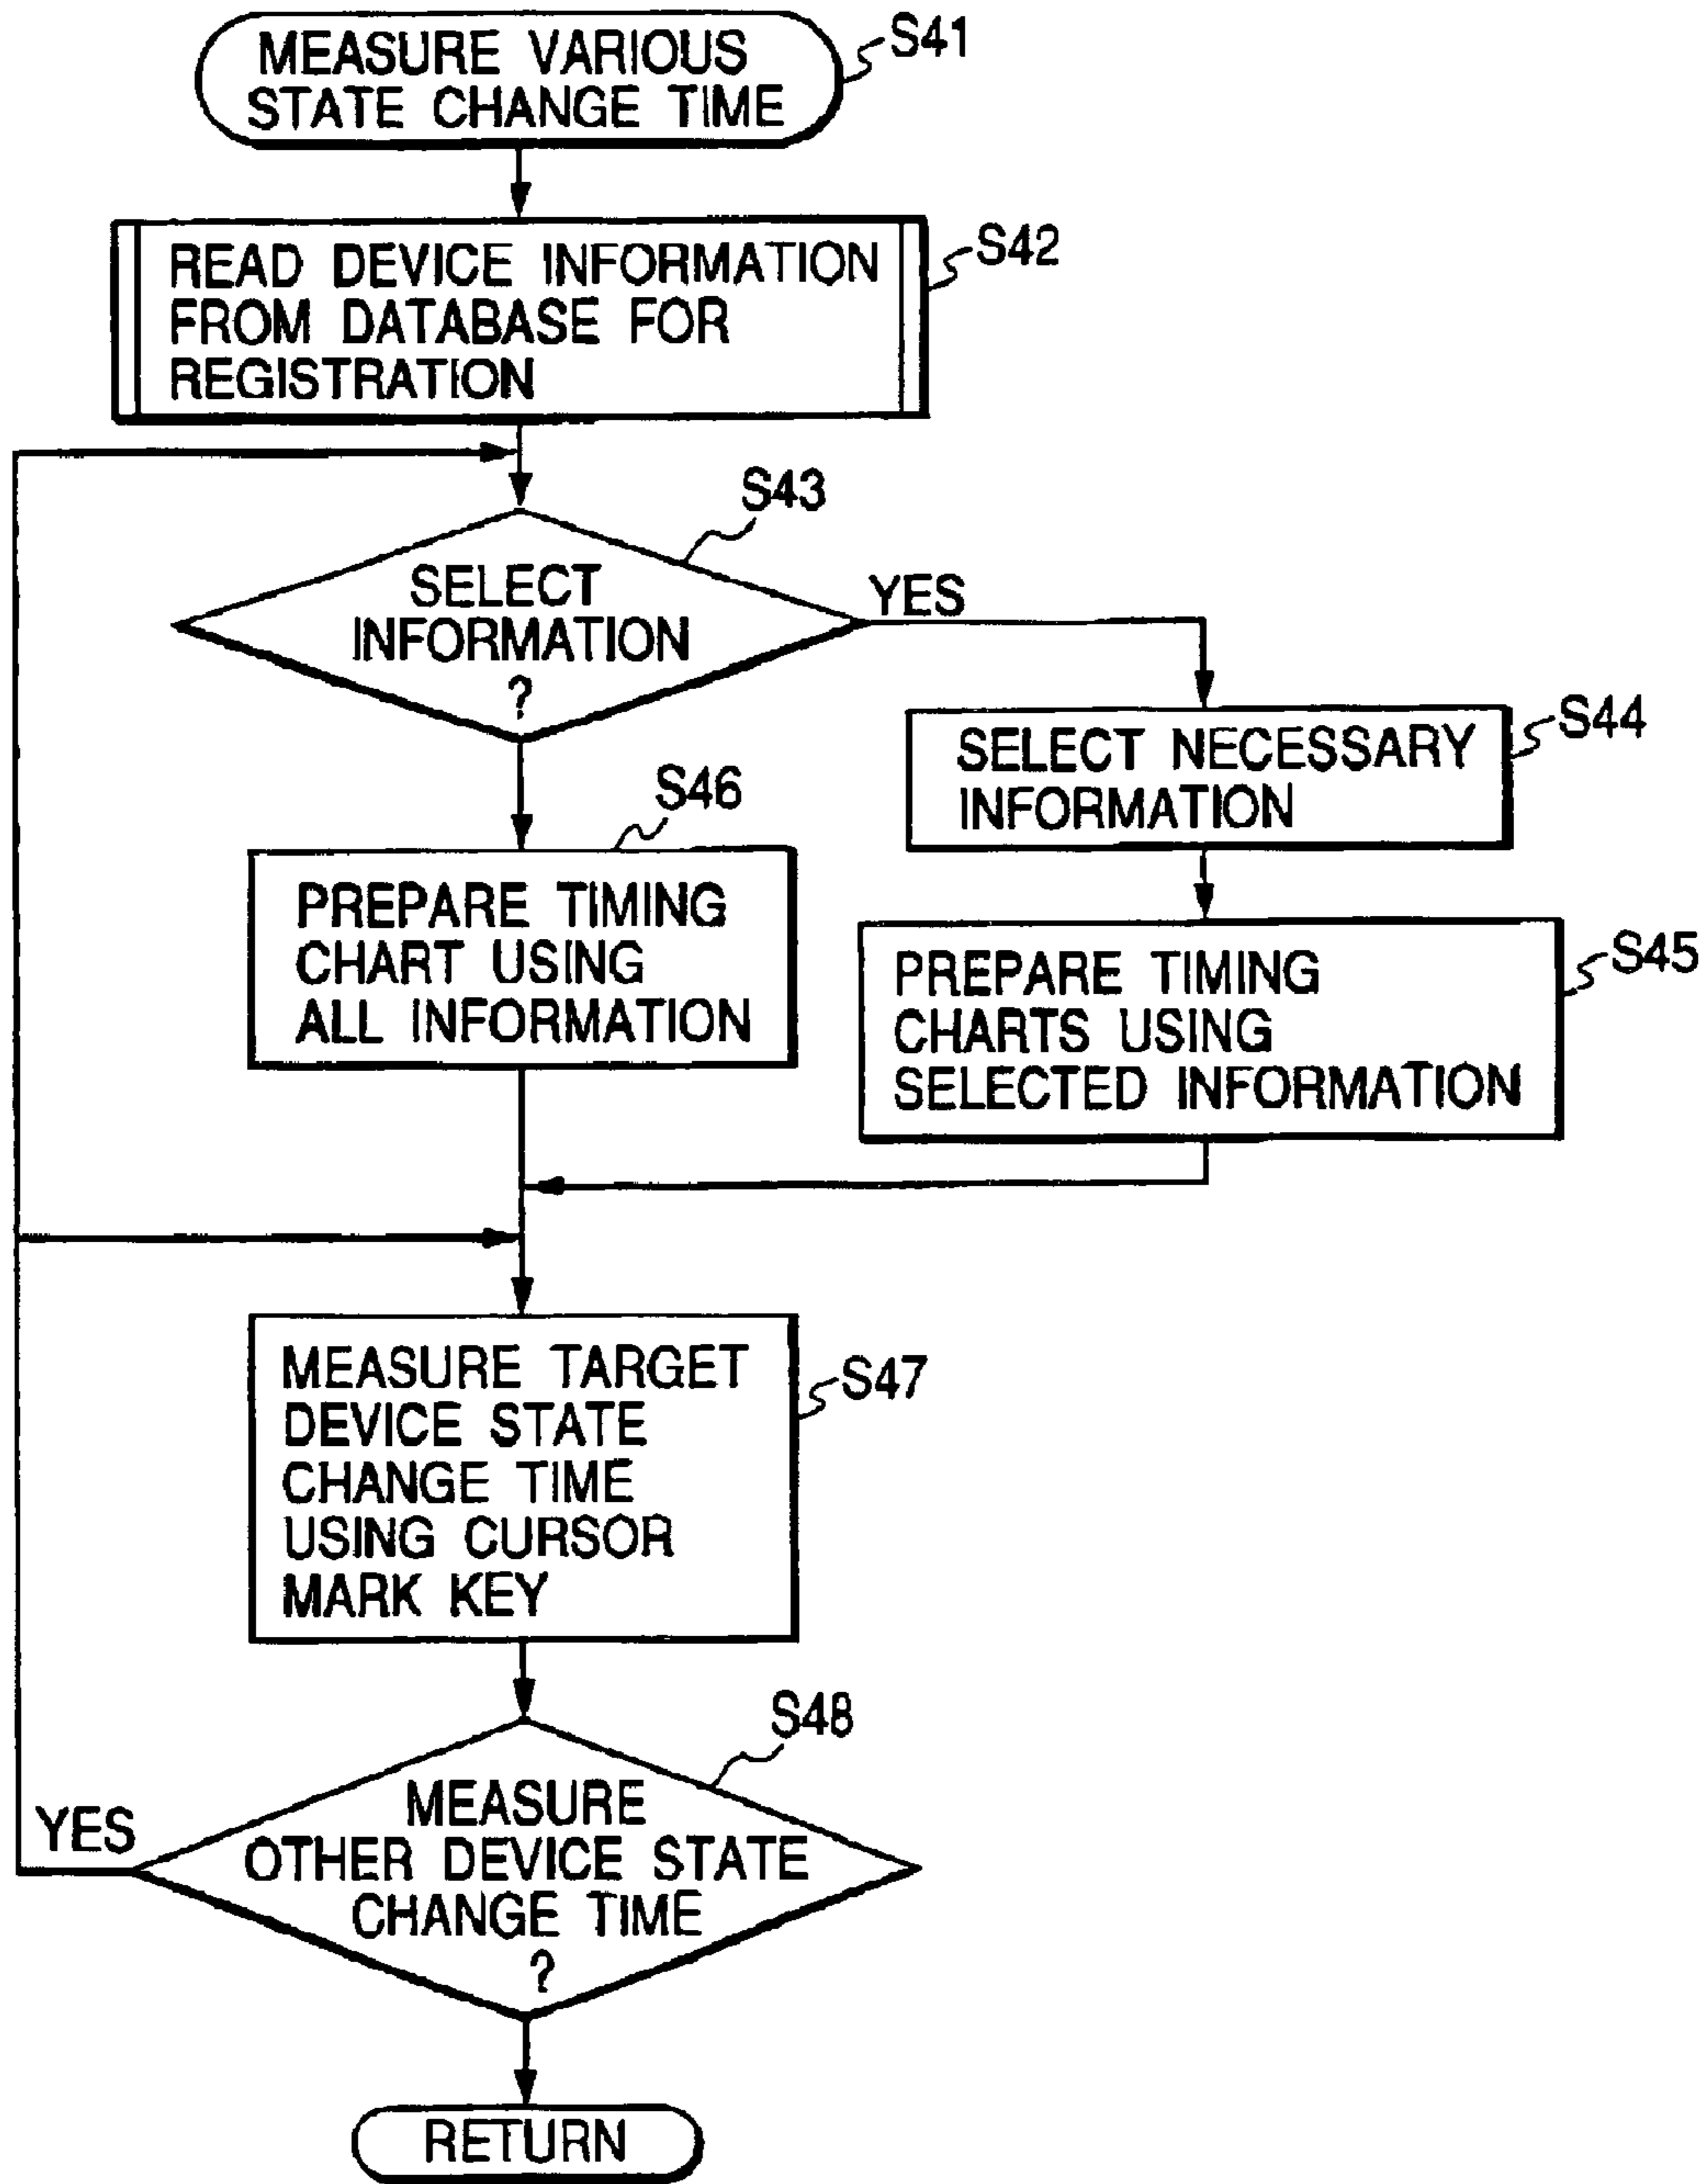 MEASURE VARIOUS
STATE CHANGE TIME
S41
READ DEVICE INFORMATION
FROM DATABASE FOR
REGISTRATION
S42
S43
SELECT
INFORMATION
?
YES
S44
SELECT NECESSARY
INFORMATION
S46
PREPARE TIMING
CHART USING
ALL INFORMATION
S45
PREPARE TIMING
CHARTS USING
SELECTED INFORMATION
MEASURE TARGET
DEVICE STATE
CHANGE TIME
USING CURSOR
MARK KEY
S47
S48
MEASURE
OTHER DEVICE STATE
CHANGE TIME
?
YES
RETURN